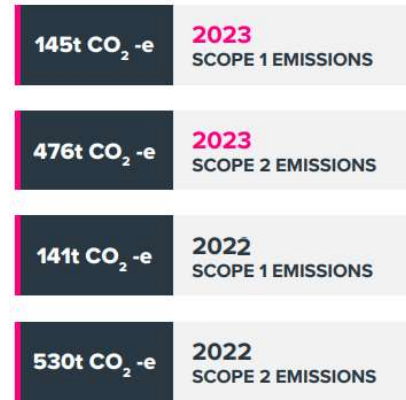 145t CO₂ -e
2023
SCOPE 1 EMISSIONS
476t CO₂ -e
2023
SCOPE 2 EMISSIONS
141t CO₂ -e
2022
SCOPE 1 EMISSIONS
530t CO₂ -e
2022
SCOPE 2 EMISSIONS